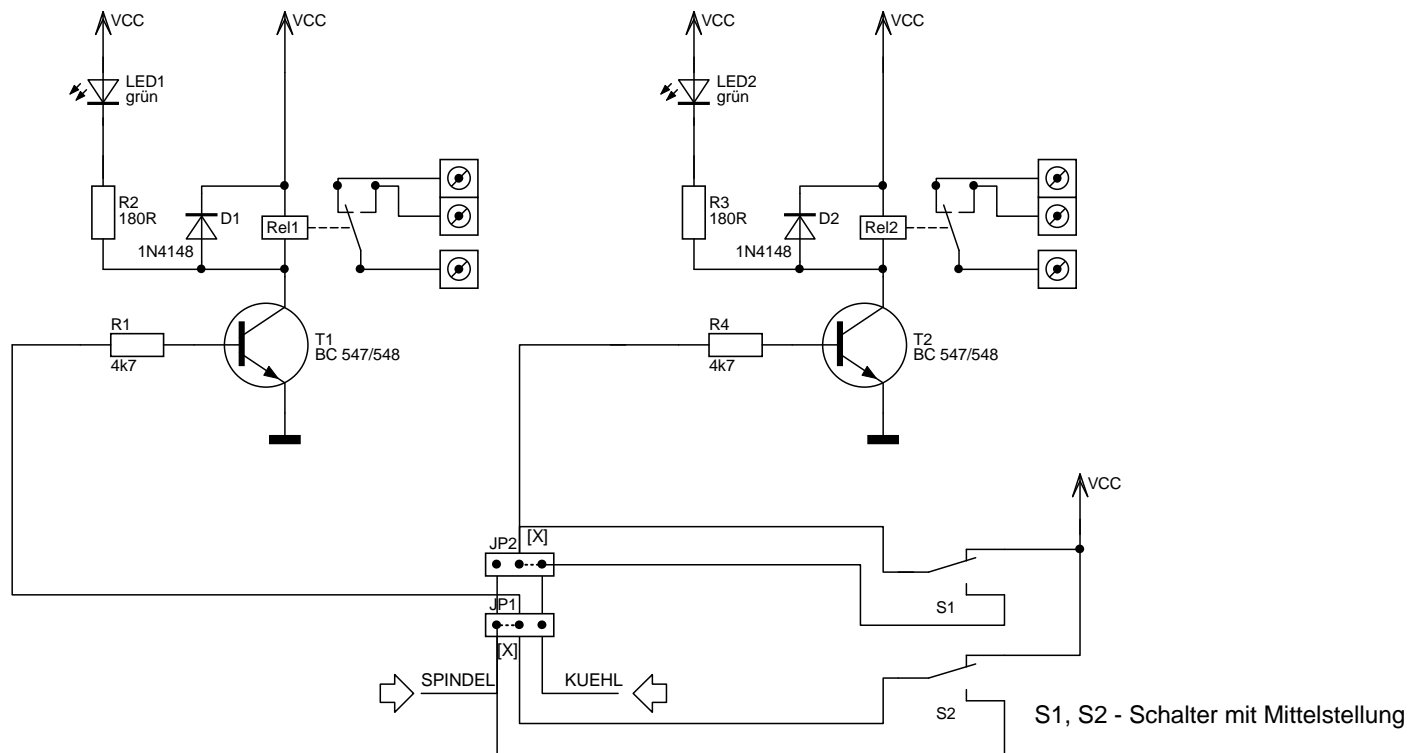 VCC
VCC
VCC
VCC
LED1
grün
LED2
grün
R2
180R
D1
Rel1
1N4148
R3
180R
D2
Rel2
1N4148
R1
4k7
T1
BC 547/548
R4
4k7
T2
BC 547/548
VCC
JP2
[X]
JP1
[X]
S1
SPINDEL
KUEHL
S2
S1, S2 - Schalter mit Mittelstellung